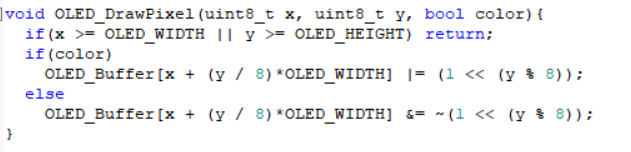 void OLED_DrawPixel(uint8_t x, uint8_t y, bool color){
if(x >= OLED_WIDTH || y >= OLED_HEIGHT) return;
if(color)
OLED_Buffer[x + (y / 8)*OLED_WIDTH] |= (1 << (y % 8));
else
OLED_Buffer[x + (y / 8)*OLED_WIDTH] &= ~(1 << (y % 8));
}